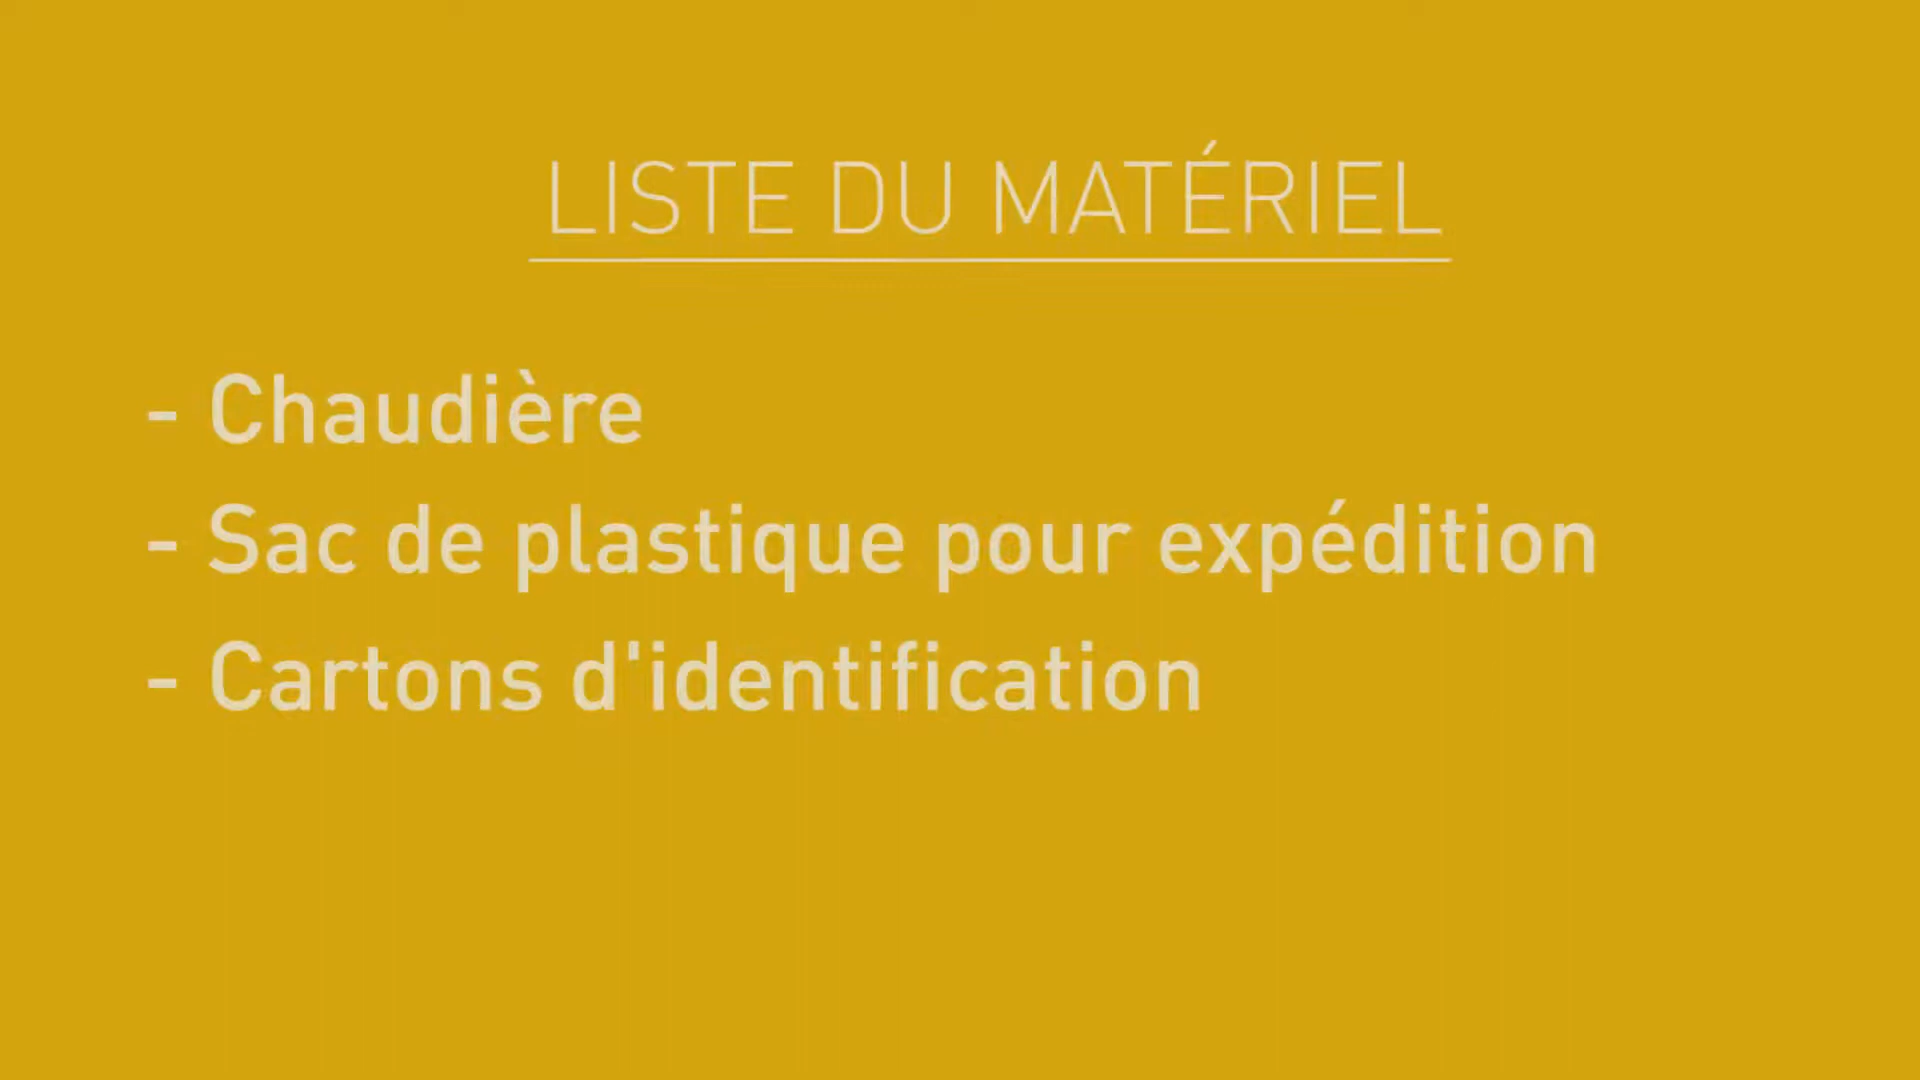 LISTE DU MATÉRIEL
- Chaudière
- Sac de plastique pour expédition
- Cartons d'identification